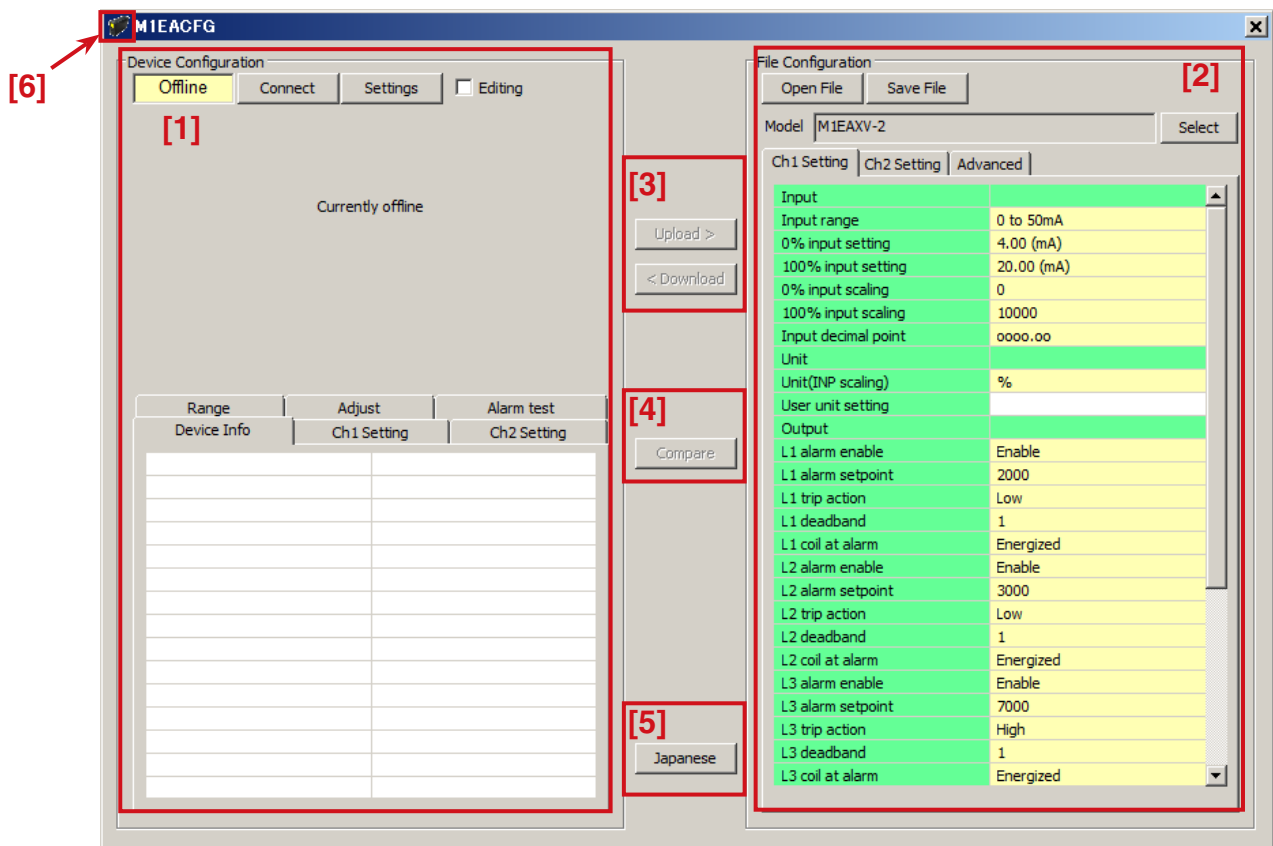 M1EACFG
[6]
Device Configuration
Offline Connect Settings Editing
[1]
Currently offline
Range Adjust Alarm test
Device Info Ch1 Setting Ch2 Setting
[3]
Upload >
< Download
[4]
Compare
[5]
Japanese
File Configuration
[2]
Open File Save File
Model M1EAXV-2 Select
Ch1 Setting Ch2 Setting Advanced
Input
Input range 0 to 50mA
0% input setting 4.00 (mA)
100% input setting 20.00 (mA)
0% input scaling 0
100% input scaling 10000
Input decimal point oooo.oo
Unit
Unit(INP scaling) %
User unit setting
Output
L1 alarm enable Enable
L1 alarm setpoint 2000
L1 trip action Low
L1 deadband 1
L1 coil at alarm Energized
L2 alarm enable Enable
L2 alarm setpoint 3000
L2 trip action Low
L2 deadband 1
L2 coil at alarm Energized
L3 alarm enable Enable
L3 alarm setpoint 7000
L3 trip action High
L3 deadband 1
L3 coil at alarm Energized